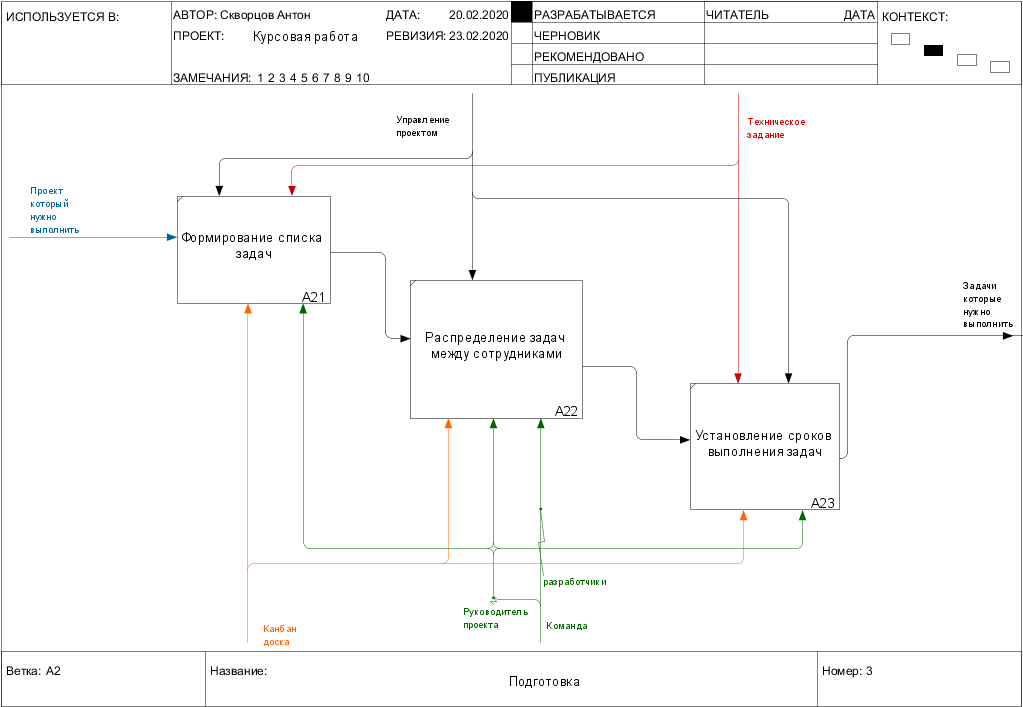 ИСПОЛЬЗУЕТСЯ В:
АВТОР: Скворцов Антон
ДАТА: 20.02.2020
ПРОЕКТ: Курсовая работа
РЕВИЗИЯ: 23.02.2020
ЗАМЕЧАНИЯ: 1 2 3 4 5 6 7 8 9 10
РАЗРАБАТЫВАЕТСЯ
ЧЕРНОВИК
РЕКОМЕНДОВАНО
ПУБЛИКАЦИЯ
ЧИТАТЕЛЬ
ДАТА
КОНТЕКСТ:
Управление
проектом
Техническое
задание
Проект
который
нужно
выполнить
Формирование списка
задач
A21
Распределение задач
между сотрудниками
A22
Задачи
которые
нужно
выполнить
Установление сроков
выполнения задач
A23
разработчики
Руководитель
проекта
Команда
Канбан
доска
Ветка: A2
Название:
Подготовка
Номер: 3